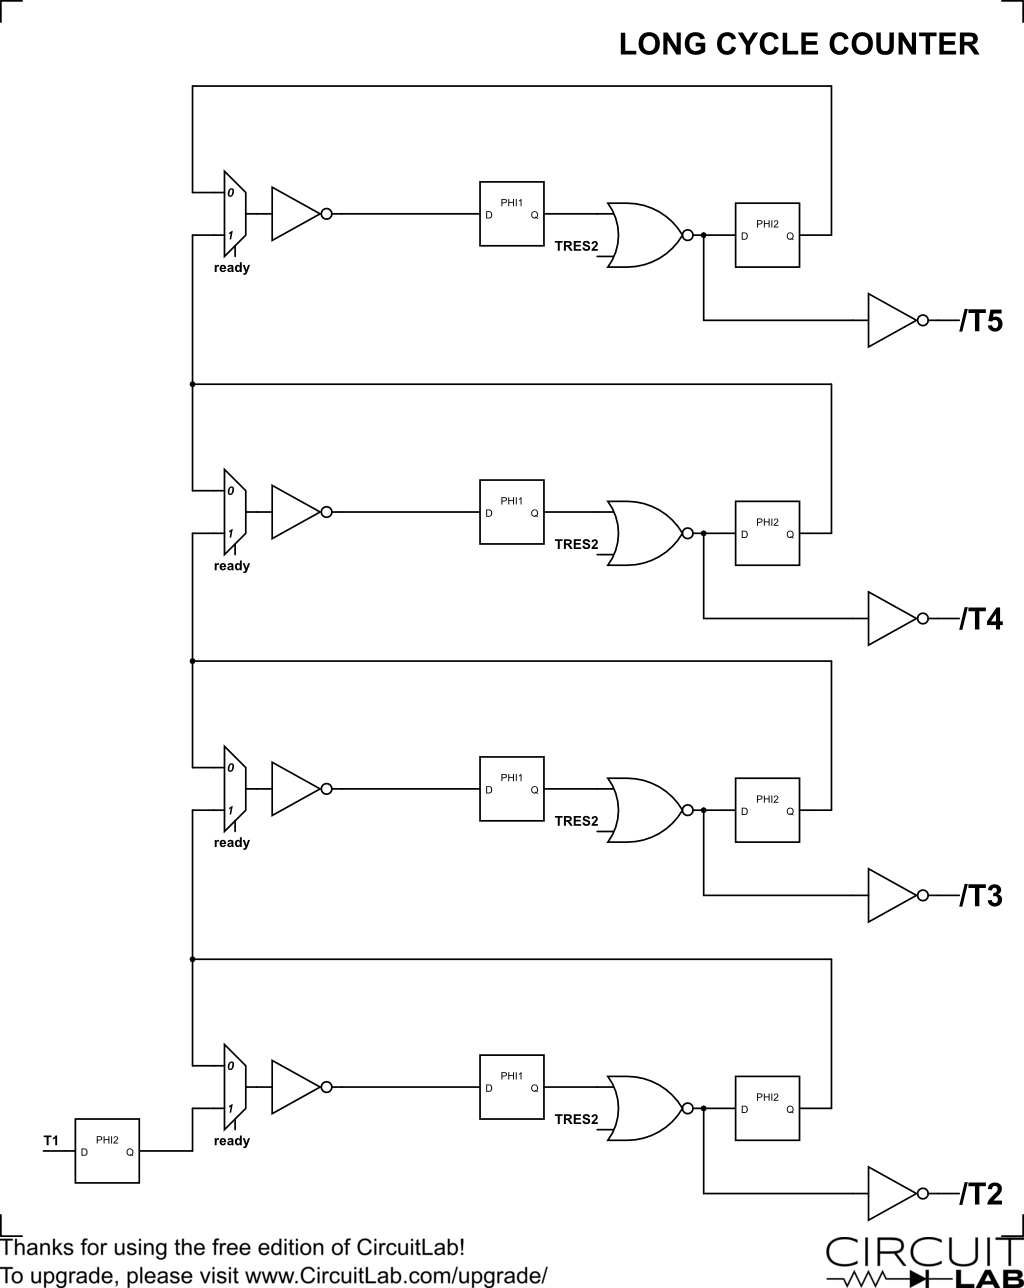 LONG CYCLE COUNTER
0
PHI1
D Q
PHI2
D Q
1
TRES2
ready
/T5
0
PHI1
D Q
PHI2
D Q
1
TRES2
ready
/T4
0
PHI1
D Q
PHI2
D Q
1
TRES2
ready
/T3
0
PHI1
D Q
PHI2
D Q
1
TRES2
ready
T1
PHI2
D Q
/T2
Thanks for using the free edition of CircuitLab!
To upgrade, please visit www.CircuitLab.com/upgrade/
CIRCUIT
LAB